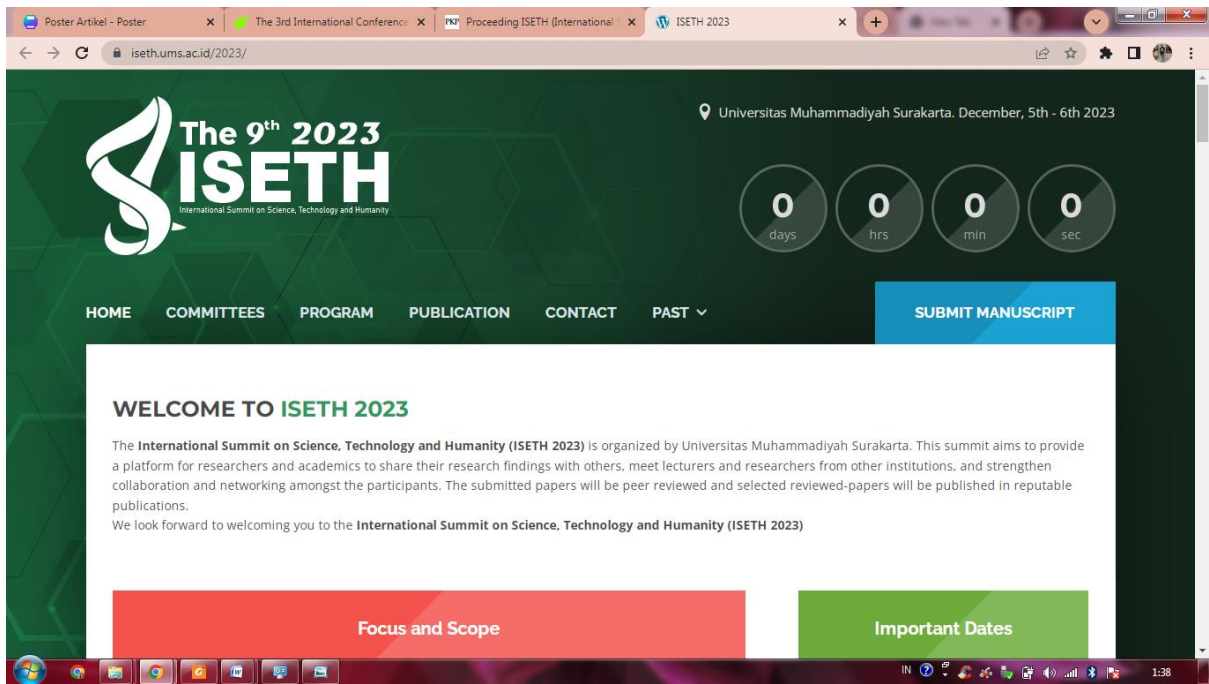 Poster Artikel - Poster
The 3rd International Conference
PKP Proceeding ISETH (International S
ISETH 2023
iseth.ums.ac.id/2023/
Universitas Muhammadiyah Surakarta. December, 5th - 6th 2023
The 9th 2023
ISETH
International Summit on Science, Technology and Humanity
0 0 0 0
days hrs min sec
HOME COMMITTEES PROGRAM PUBLICATION CONTACT PAST
SUBMIT MANUSCRIPT
WELCOME TO ISETH 2023
The International Summit on Science, Technology and Humanity (ISETH 2023) is organized by Universitas Muhammadiyah Surakarta. This summit aims to provide
a platform for researchers and academics to share their research findings with others, meet lecturers and researchers from other institutions, and strengthen
collaboration and networking amongst the participants. The submitted papers will be peer reviewed and selected reviewed-papers will be published in reputable
publications.
We look forward to welcoming you to the International Summit on Science, Technology and Humanity (ISETH 2023)
Focus and Scope
Important Dates
IN
1:38